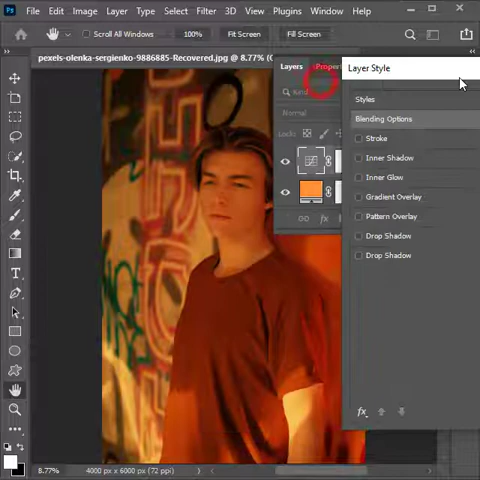 Ps File Edit Image Layer Type Select Filter 3D View Plugins Window Help
Scroll All Windows 100% Fit Screen Fill Screen
pexels-olenka-sergienko-9886885-Recovered.jpg @ 8.77%
Layers
Layer Style
Styles
Normal
Blending Options
Lock:
Stroke
Inner Shadow
Inner Glow
Gradient Overlay
fx
Pattern Overlay
Drop Shadow
Drop Shadow
fx
8.77% 4000 px x 6000 px (72 ppi)